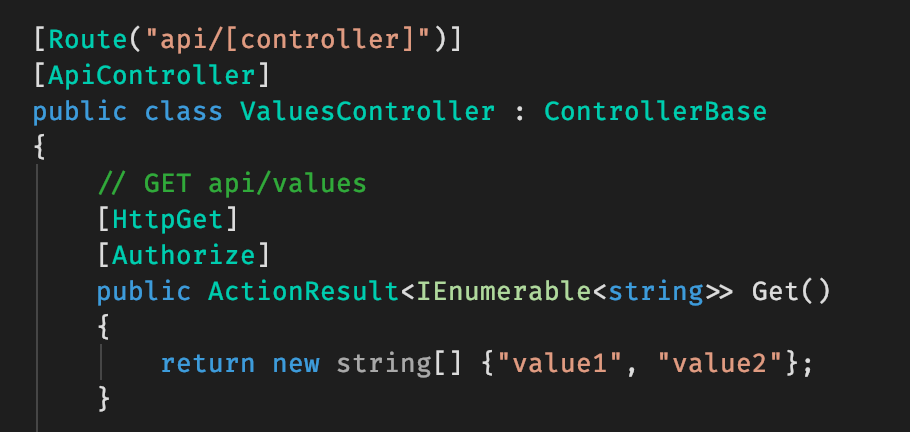 [Route("api/[controller]")]
[ApiController]
public class ValuesController : ControllerBase
{
    // GET api/values
    [HttpGet]
    [Authorize]
    public ActionResult<IEnumerable<string>> Get()
    {
        return new string[] {"value1", "value2"};
    }